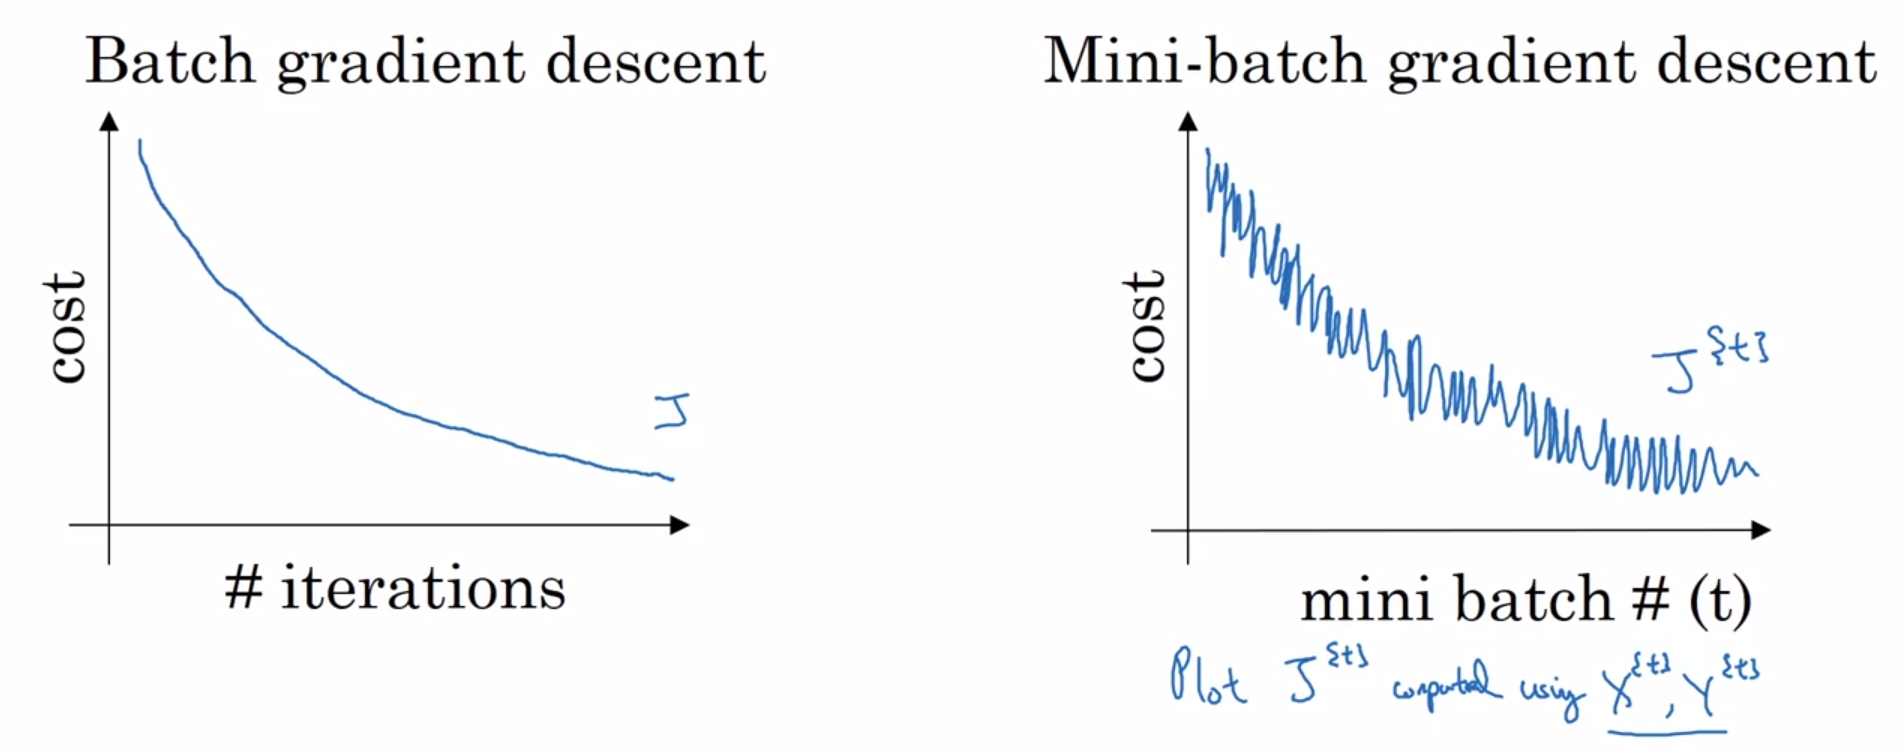 Batch gradient descent
cost
J
# iterations
Mini-batch gradient descent
cost
J^{t}
mini batch # (t)
Plot J^{t} computed using X^{t}, Y^{t}